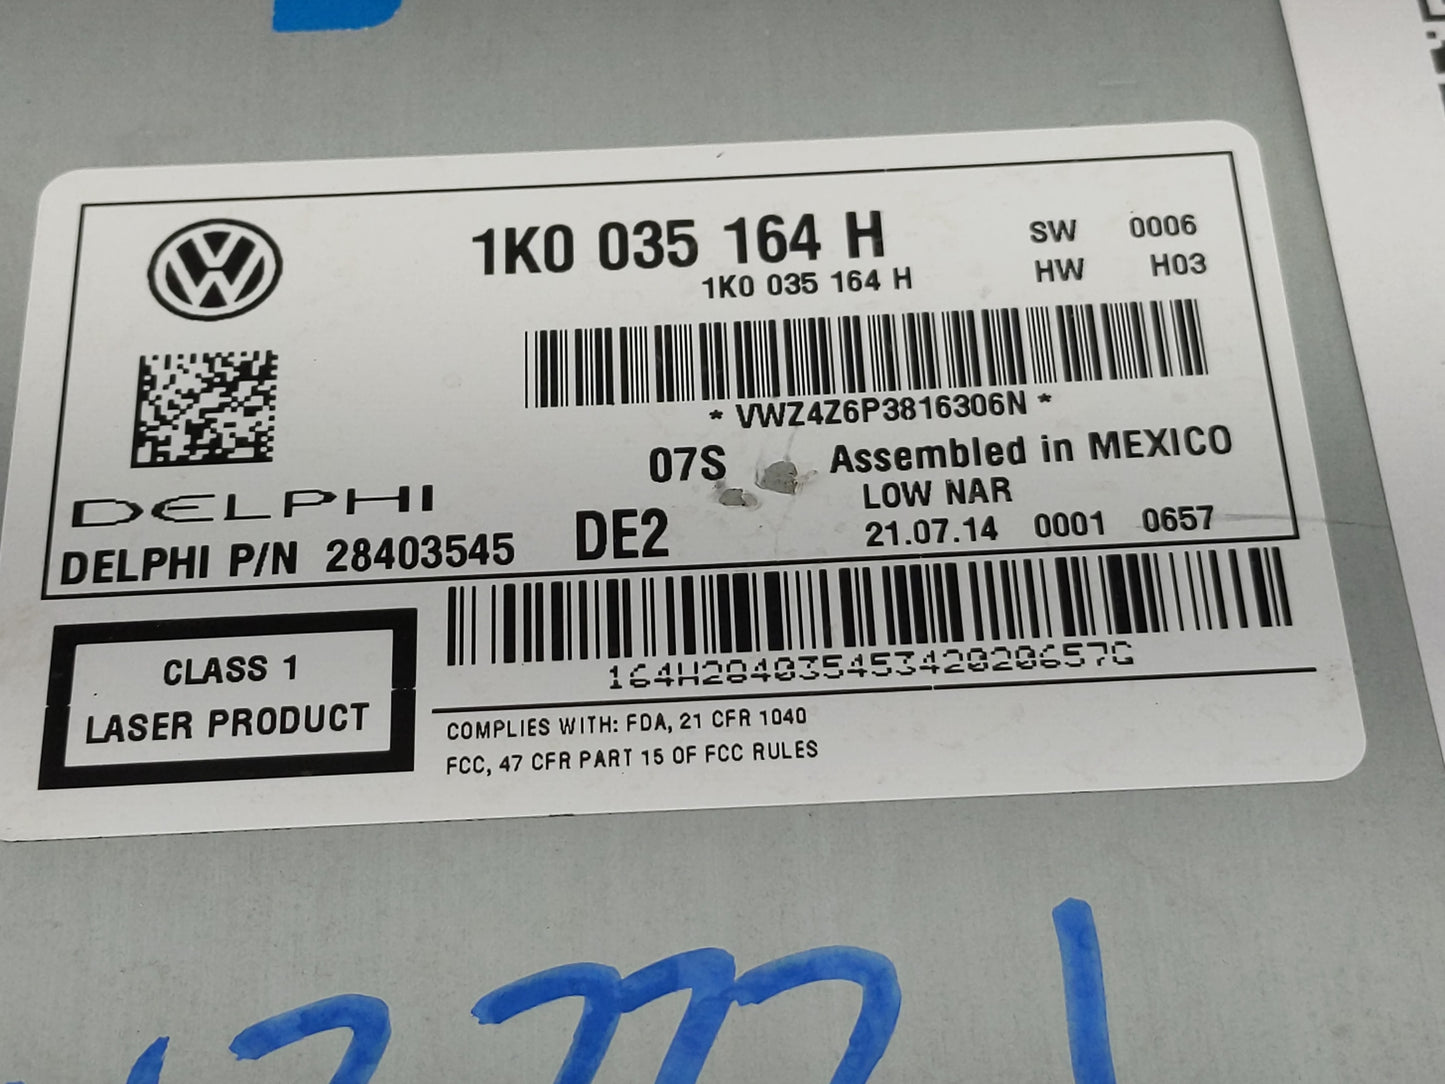 1K0 035 164 H
1K0 035 164 H
SW 0006
HW H03
* VWZ4Z6P3816306N *
07S
Assembled in MEXICO
LOW NAR
DELPHI
DELPHI P/N 28403545
DE2
21.07.14 0001 0657
164H28403545342020657G
CLASS 1
LASER PRODUCT
COMPLIES WITH: FDA, 21 CFR 1040
FCC, 47 CFR PART 15 OF FCC RULES